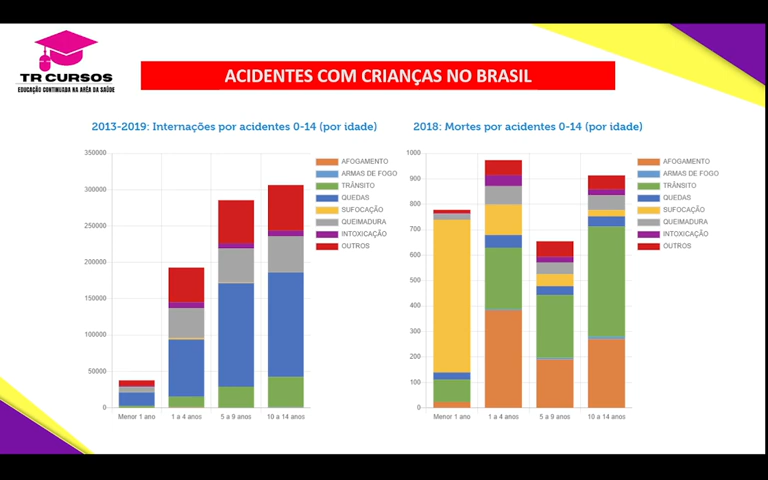 TR CURSOS
EDUCAÇÃO CONTINUADA NA AREA DA SAÚDE
ACIDENTES COM CRIANÇAS NO BRASIL
2013-2019: Internações por acidentes 0-14 (por idade)
350000
300000
250000
200000
150000
100000
50000
0
Menor 1 ano
1 a 4 anos
5 a 9 anos
10 a 14 anos
AFOGAMENTO
ARMAS DE FOGO
TRÂNSITO
QUEDAS
SUFOCAÇÃO
QUEIMADURA
INTOXICAÇÃO
OUTROS
2018: Mortes por acidentes 0-14 (por idade)
1000
900
800
700
600
500
400
300
200
100
0
Menor 1 ano
1 a 4 anos
5 a 9 anos
10 a 14 anos
AFOGAMENTO
ARMAS DE FOGO
TRÂNSITO
QUEDAS
SUFOCAÇÃO
QUEIMADURA
INTOXICAÇÃO
OUTROS